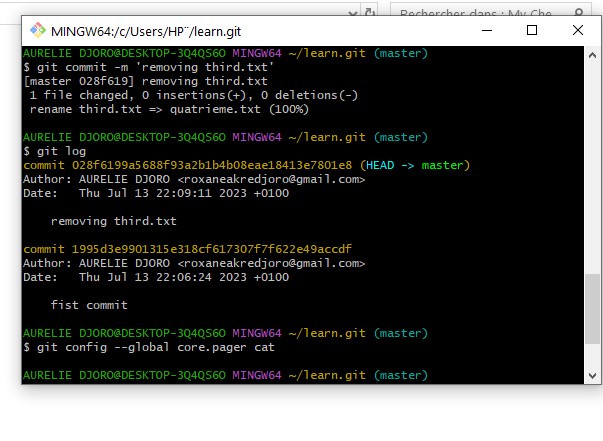 Rechercher dans : My Che
MINGW64:/c/Users/HP¨/learn.git
AURELIE DJORO@DESKTOP-3Q4QS6O MINGW64 ~/learn.git (master)
$ git commit -m 'removing third.txt'
[master 028f619] removing third.txt
 1 file changed, 0 insertions(+), 0 deletions(-)
 rename third.txt => quatrieme.txt (100%)
AURELIE DJORO@DESKTOP-3Q4QS6O MINGW64 ~/learn.git (master)
$ git log
commit 028f6199a5688f93a2b1b4b08eae18413e7801e8 (HEAD -> master)
Author: AURELIE DJORO <roxaneakredjoro@gmail.com>
Date:   Thu Jul 13 22:09:11 2023 +0100
    removing third.txt
commit 1995d3e9901315e318cf617307f7f622e49accdf
Author: AURELIE DJORO <roxaneakredjoro@gmail.com>
Date:   Thu Jul 13 22:06:24 2023 +0100
    fist commit
AURELIE DJORO@DESKTOP-3Q4QS6O MINGW64 ~/learn.git (master)
$ git config --global core.pager cat
AURELIE DJORO@DESKTOP-3Q4QS6O MINGW64 ~/learn.git (master)